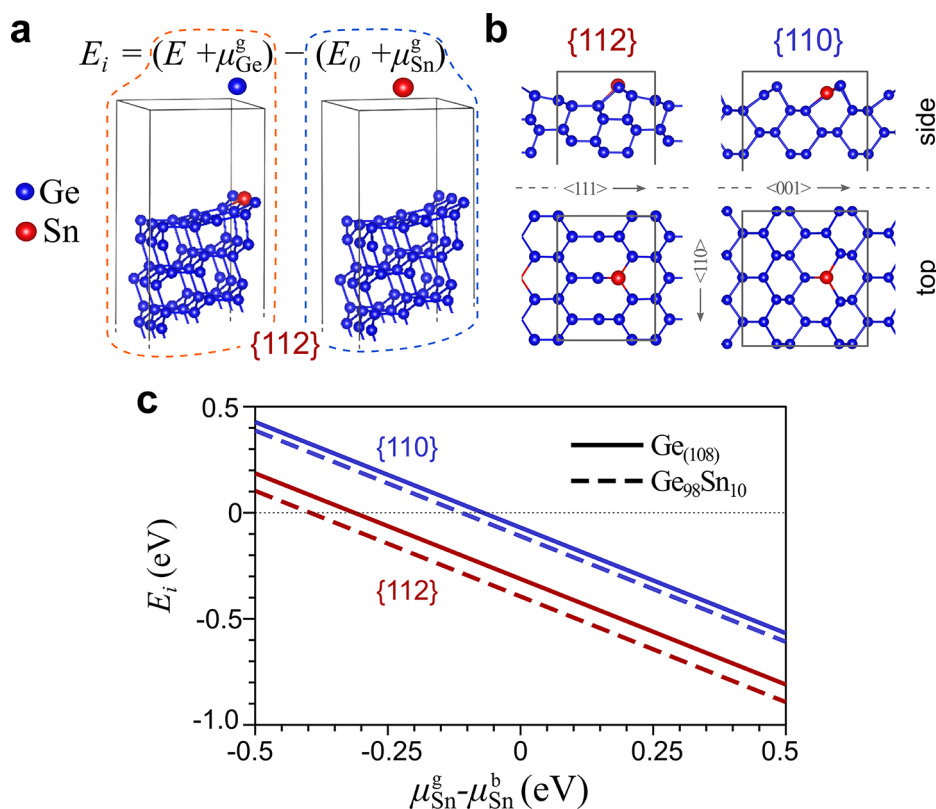 a
E_i = (E + μ^g_Ge) − (E_0 + μ^g_Sn)
Ge
Sn
{112}
b
{112} {110}
side
<111> <001>
<110>
top
c
0.5
0
-0.5
-1.0
E_i (eV)
{110}
{112}
Ge_(108)
Ge_98Sn_10
-0.5 -0.25 0 0.25 0.5
μ^g_Sn-μ^b_Sn (eV)